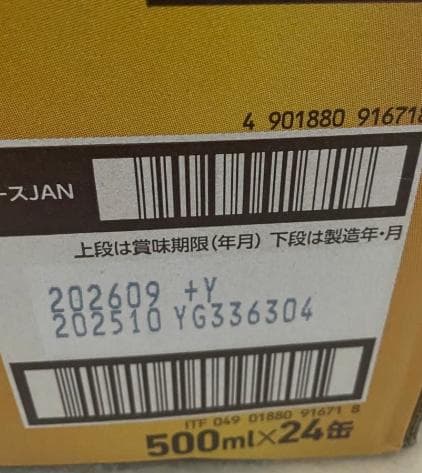 4 901880 916718
ースJAN
上段は賞味期限(年月) 下段は製造年・月
202609 +Y
202510 YG336304
ITF 049 01880 91671 8
500ml×24缶